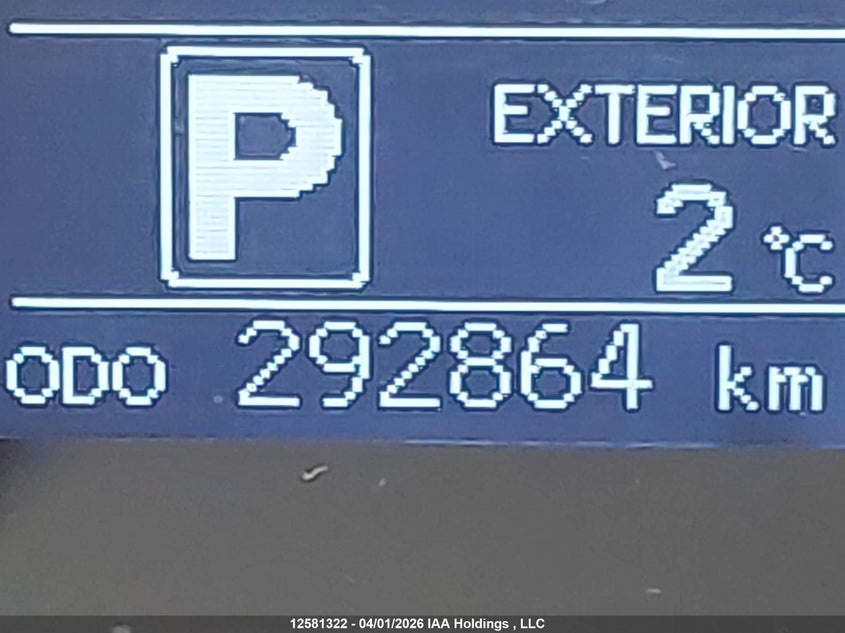 P
EXTERIOR
2 °C
ODO 292864 km
12581322 - 04/01/2026 IAA Holdings , LLC